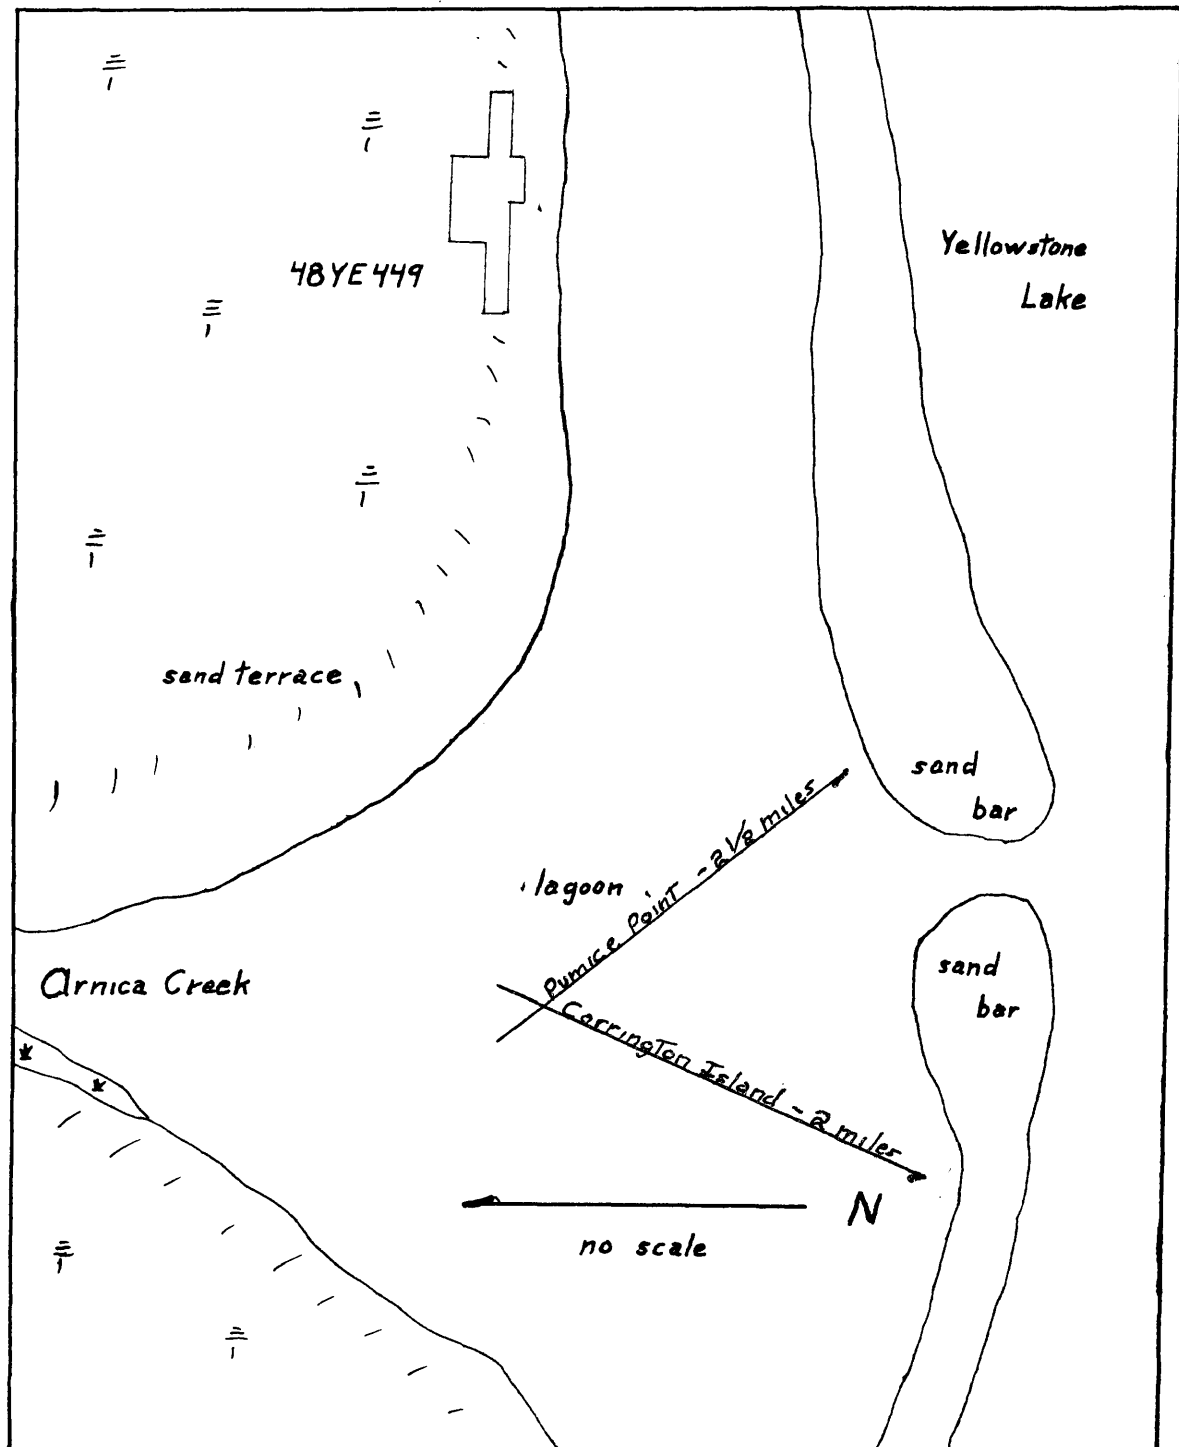 Yellowstone
Lake
48YE449
sand terrace
sand
bar
lagoon
Pumice Point - 2 1/2 miles
Arnica Creek
sand
bar
Carrington Island - 2 miles
N
no scale